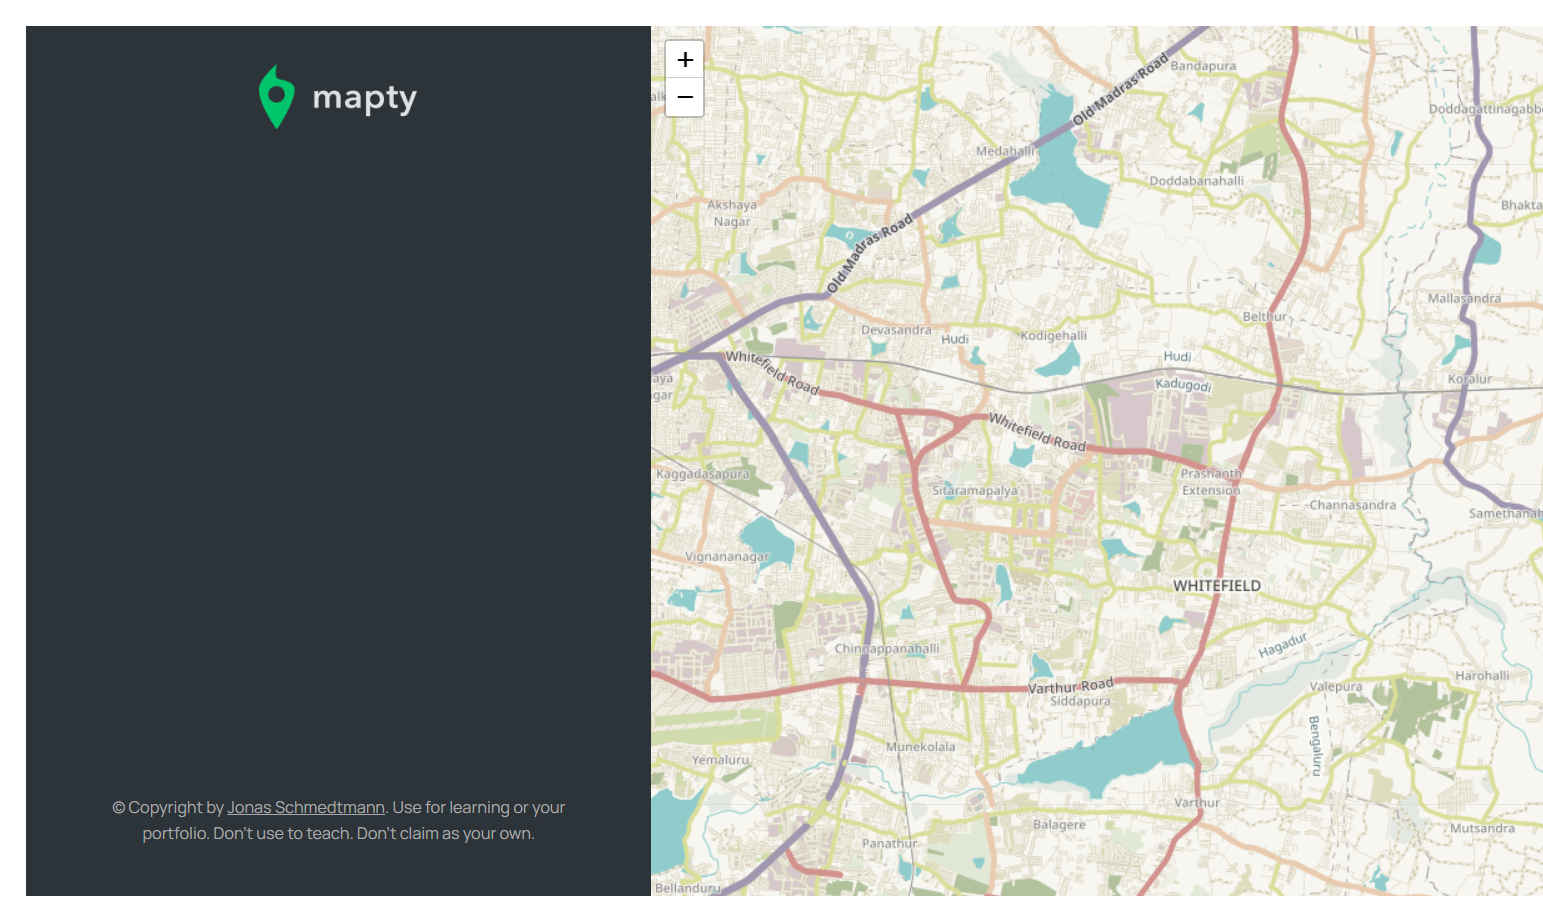 mapty
© Copyright by Jonas Schmedtmann. Use for learning or your
portfolio. Don't use to teach. Don't claim as your own.
+
−
Old Madras Road
Bandapura
Medahalli
Doddabanahalli
Akshaya
Nagar
Old Madras Road
Mallasandra
Belthur
Devasandra
Hudi
Kodigehalli
Whitefield Road
Hudi
Kadugodi
Koralur
Whitefield Road
Kaggadasapura
Prashanth
Extension
Sitaramapalya
Channasandra
Vignananagar
WHITEFIELD
Chinnappanahalli
Hagadur
Harohalli
Varthur Road
Siddapura
Valepura
Bengaluru
Munekolala
Yemaluru
Varthur
Balagere
Mutsandra
Panathur
Bellanduru